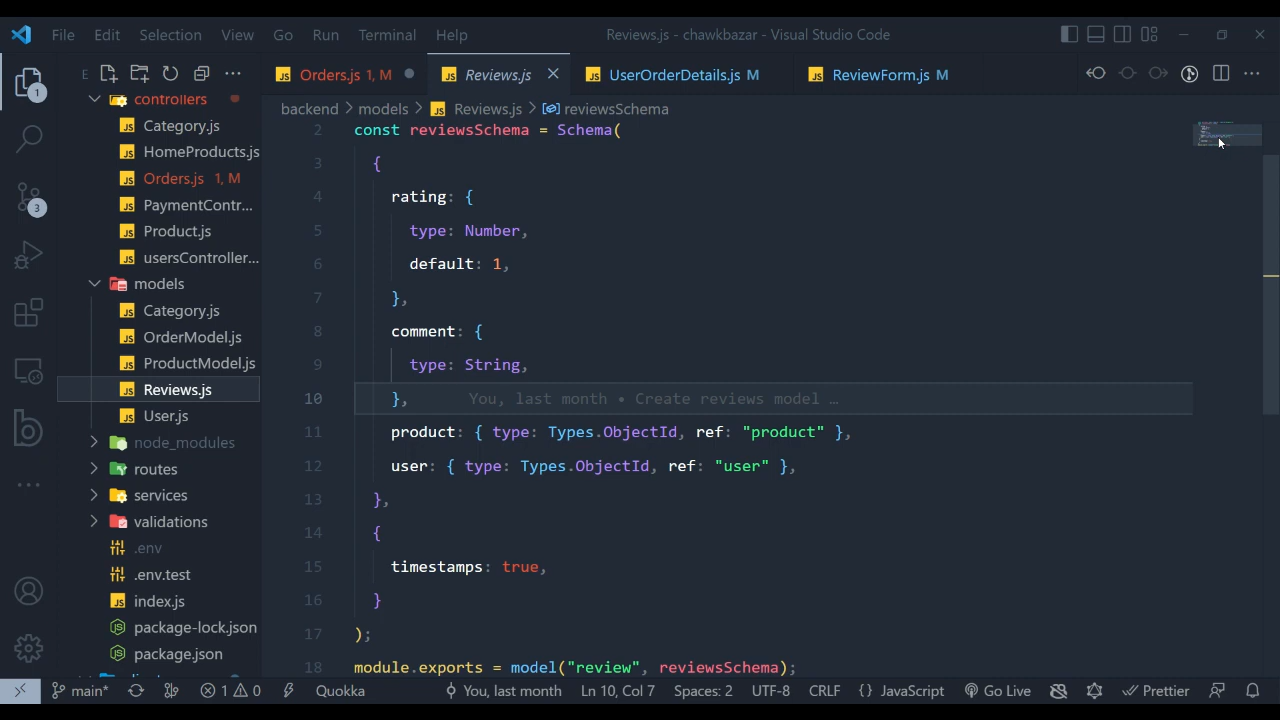 File Edit Selection View Go Run Terminal Help
Reviews.js - chawkbazar - Visual Studio Code
E
Orders.js 1, M
Reviews.js
UserOrderDetails.js M
ReviewForm.js M
backend > models > Reviews.js > reviewsSchema
1
3
controllers
Category.js
HomeProducts.js
Orders.js 1, M
PaymentContr...
Product.js
usersController...
models
Category.js
OrderModel.js
ProductModel.js
Reviews.js
User.js
node_modules
routes
services
validations
.env
.env.test
index.js
package-lock.json
package.json
2 const reviewsSchema = Schema(
3 {
4 rating: {
5 type: Number,
6 default: 1,
7 },
8 comment: {
9 type: String,
10 }, You, last month • Create reviews model …
11 product: { type: Types.ObjectId, ref: "product" },
12 user: { type: Types.ObjectId, ref: "user" },
13 },
14 {
15 timestamps: true,
16 }
17 );
18 module.exports = model("review", reviewsSchema);
main* 1 0 Quokka You, last month Ln 10, Col 7 Spaces: 2 UTF-8 CRLF {} JavaScript Go Live Prettier